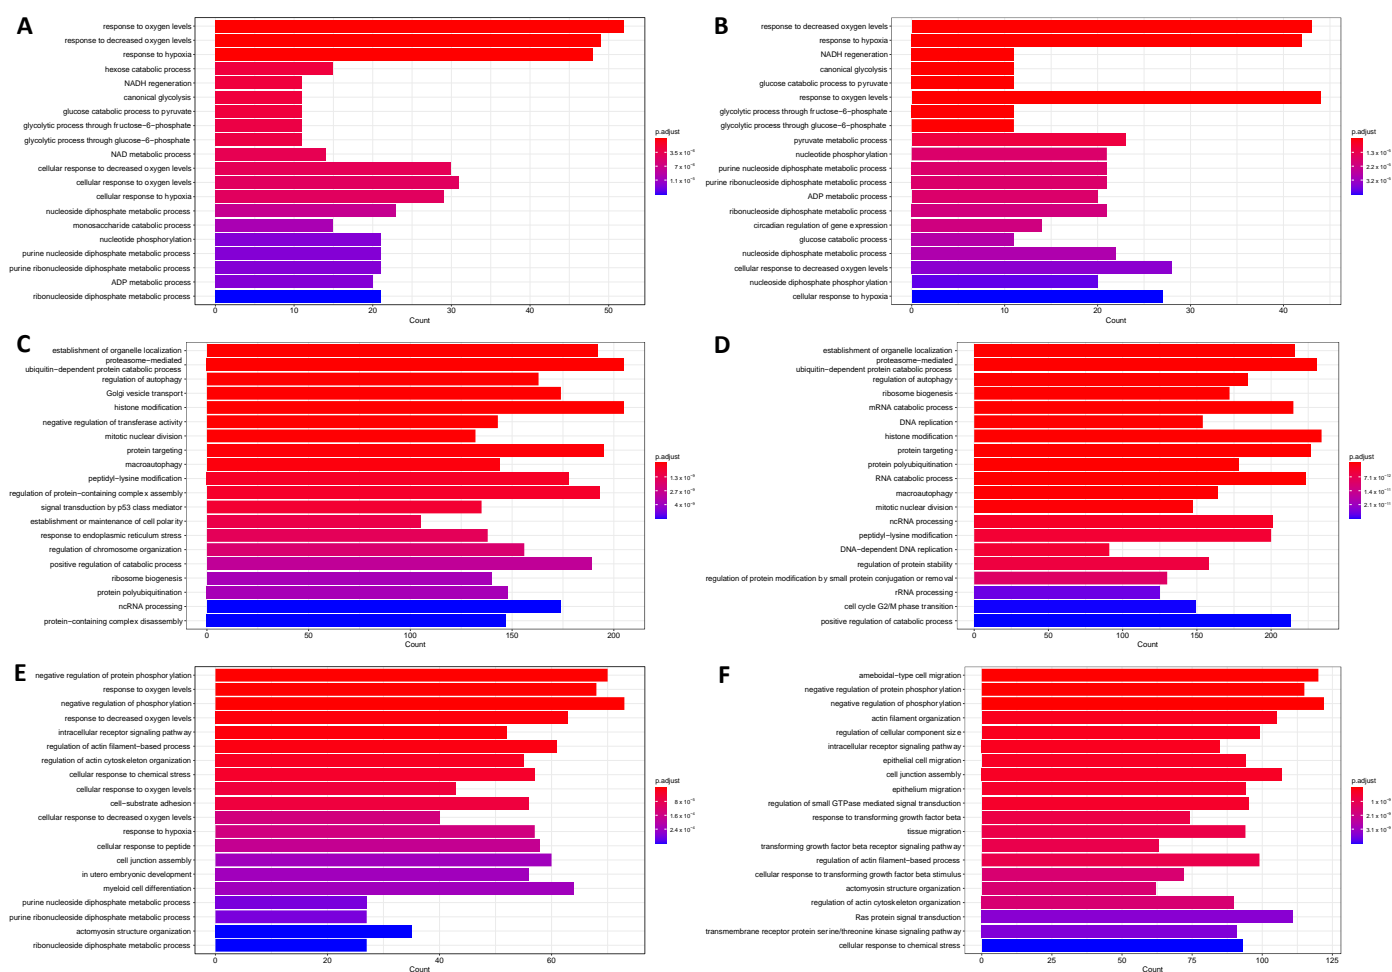 A
response to oxygen levels
response to decreased oxygen levels
response to hypoxia
hexose catabolic process
NADH regeneration
canonical glycolysis
glucose catabolic process to pyruvate
glycolytic process through fructose−6−phosphate
glycolytic process through glucose−6−phosphate
NAD metabolic process
cellular response to decreased oxygen levels
cellular response to oxygen levels
cellular response to hypoxia
nucleoside diphosphate metabolic process
monosaccharide catabolic process
nucleotide phosphorylation
purine nucleoside diphosphate metabolic process
purine ribonucleoside diphosphate metabolic process
ADP metabolic process
ribonucleoside diphosphate metabolic process
0 10 20 30 40 50
Count
p.adjust
B
response to decreased oxygen levels
response to hypoxia
NADH regeneration
canonical glycolysis
glucose catabolic process to pyruvate
response to oxygen levels
glycolytic process through fructose−6−phosphate
glycolytic process through glucose−6−phosphate
pyruvate metabolic process
nucleotide phosphorylation
purine nucleoside diphosphate metabolic process
purine ribonucleoside diphosphate metabolic process
ADP metabolic process
ribonucleoside diphosphate metabolic process
circadian regulation of gene expression
glucose catabolic process
nucleoside diphosphate metabolic process
cellular response to decreased oxygen levels
nucleoside diphosphate phosphorylation
cellular response to hypoxia
0 10 20 30 40
Count
p.adjust
C
establishment of organelle localization
proteasome−mediated
ubiquitin−dependent protein catabolic process
regulation of autophagy
Golgi vesicle transport
histone modification
negative regulation of transferase activity
mitotic nuclear division
protein targeting
macroautophagy
peptidyl−lysine modification
regulation of protein−containing complex assembly
signal transduction by p53 class mediator
establishment or maintenance of cell polarity
response to endoplasmic reticulum stress
regulation of chromosome organization
positive regulation of catabolic process
ribosome biogenesis
protein polyubiquitination
ncRNA processing
protein−containing complex disassembly
0 50 100 150 200
Count
p.adjust
D
establishment of organelle localization
proteasome−mediated
ubiquitin−dependent protein catabolic process
regulation of autophagy
ribosome biogenesis
mRNA catabolic process
DNA replication
histone modification
protein targeting
protein polyubiquitination
RNA catabolic process
macroautophagy
mitotic nuclear division
ncRNA processing
peptidyl−lysine modification
DNA−dependent DNA replication
regulation of protein stability
regulation of protein modification by small protein conjugation or removal
rRNA processing
cell cycle G2/M phase transition
positive regulation of catabolic process
0 50 100 150 200
Count
p.adjust
E
negative regulation of protein phosphorylation
response to oxygen levels
negative regulation of phosphorylation
response to decreased oxygen levels
intracellular receptor signaling pathway
regulation of actin filament−based process
regulation of actin cytoskeleton organization
cellular response to chemical stress
cellular response to oxygen levels
cell−substrate adhesion
cellular response to decreased oxygen levels
response to hypoxia
cellular response to peptide
cell junction assembly
in utero embryonic development
myeloid cell differentiation
purine nucleoside diphosphate metabolic process
purine ribonucleoside diphosphate metabolic process
actomyosin structure organization
ribonucleoside diphosphate metabolic process
0 20 40 60
Count
p.adjust
F
ameboidal−type cell migration
negative regulation of protein phosphorylation
negative regulation of phosphorylation
actin filament organization
regulation of cellular component size
intracellular receptor signaling pathway
epithelial cell migration
cell junction assembly
epithelium migration
regulation of small GTPase mediated signal transduction
response to transforming growth factor beta
tissue migration
transforming growth factor beta receptor signaling pathway
regulation of actin filament−based process
cellular response to transforming growth factor beta stimulus
actomyosin structure organization
regulation of actin cytoskeleton organization
Ras protein signal transduction
transmembrane receptor protein serine/threonine kinase signaling pathway
cellular response to chemical stress
0 25 50 75 100 125
Count
p.adjust